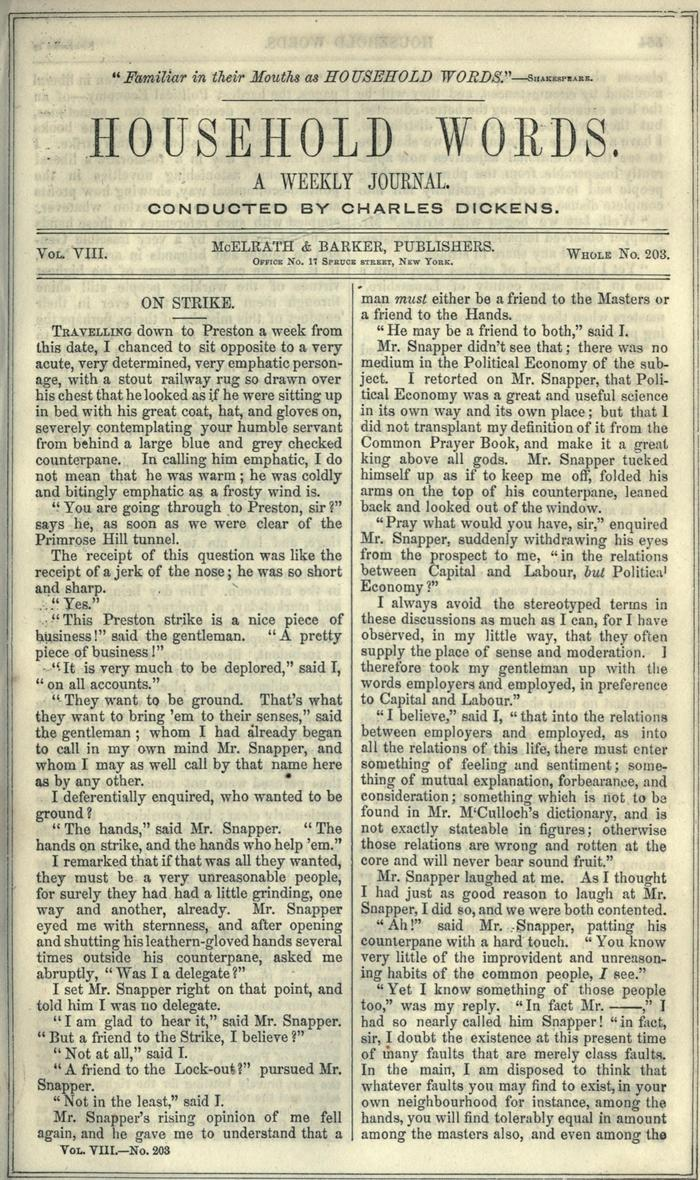 "Familiar in their Mouths as HOUSEHOLD WORDS."—SHAKESPEARE.
HOUSEHOLD WORDS.
A WEEKLY JOURNAL.
CONDUCTED BY CHARLES DICKENS.
VOL. VIII.
McELRATH & BARKER, PUBLISHERS.
OFFICE NO. 17 SPRUCE STREET, NEW YORK.
WHOLE NO. 203.
ON STRIKE.
TRAVELLING down to Preston a week from
this date, I chanced to sit opposite to a very
acute, very determined, very emphatic person-
age, with a stout railway rug so drawn over
his chest that he looked as if he were sitting up
in bed with his great coat, hat, and gloves on,
severely contemplating your humble servant
from behind a large blue and grey checked
counterpane. In calling him emphatic, I do
not mean that he was warm; he was coldly
and bitingly emphatic as a frosty wind is.
"You are going through to Preston, sir?"
says he, as soon as we were clear of the
Primrose Hill tunnel.
The receipt of this question was like the
receipt of a jerk of the nose; he was so short
and sharp.
"Yes."
"This Preston strike is a nice piece of
business!" said the gentleman. "A pretty
piece of business!"
"It is very much to be deplored," said I,
"on all accounts."
"They want to be ground. That's what
they want to bring 'em to their senses," said
the gentleman; whom I had already began
to call in my own mind Mr. Snapper, and
whom I may as well call by that name here
as by any other.
I deferentially enquired, who wanted to be
ground?
"The hands," said Mr. Snapper. "The
hands on strike, and the hands who help 'em."
I remarked that if that was all they wanted,
they must be a very unreasonable people,
for surely they had had a little grinding, one
way and another, already. Mr. Snapper
eyed me with sternness, and after opening
and shutting his leathern-gloved hands several
times outside his counterpane, asked me
abruptly, "Was I a delegate?"
I set Mr. Snapper right on that point, and
told him I was no delegate.
"I am glad to hear it," said Mr. Snapper.
"But a friend to the Strike, I believe?"
"Not at all," said I.
"A friend to the Lock-out?" pursued Mr.
Snapper.
"Not in the least," said I.
Mr. Snapper's rising opinion of me fell
again, and he gave me to understand that a
VOL. VIII.—NO. 203
man must either be a friend to the Masters or
a friend to the Hands.
"He may be a friend to both," said I.
Mr. Snapper didn't see that; there was no
medium in the Political Economy of the sub-
ject. I retorted on Mr. Snapper, that Poli-
tical Economy was a great and useful science
in its own way and its own place; but that I
did not transplant my definition of it from the
Common Prayer Book, and make it a great
king above all gods. Mr. Snapper tucked
himself up as if to keep me off, folded his
arms on the top of his counterpane, leaned
back and looked out of the window.
"Pray what would you have, sir," enquired
Mr. Snapper, suddenly withdrawing his eyes
from the prospect to me, "in the relations
between Capital and Labour, but Political
Economy?"
I always avoid the stereotyped terms in
these discussions as much as I can, for I have
observed, in my little way, that they often
supply the place of sense and moderation. I
therefore took my gentleman up with the
words employers and employed, in preference
to Capital and Labour."
"I believe," said I, "that into the relations
between employers and employed, as into
all the relations of this life, there must enter
something of feeling and sentiment; some-
thing of mutual explanation, forbearance, and
consideration; something which is not to be
found in Mr. M'Culloch's dictionary, and is
not exactly stateable in figures; otherwise
those relations are wrong and rotten at the
core and will never bear sound fruit."
Mr. Snapper laughed at me. As I thought
I had just as good reason to laugh at Mr.
Snapper, I did so, and we were both contented.
"Ah!" said Mr. Snapper, patting his
counterpane with a hard touch. "You know
very little of the improvident and unreason-
ing habits of the common people, I see."
"Yet I know something of those people
too," was my reply. "In fact Mr. ——," I
had so nearly called him Snapper! "in fact,
sir, I doubt the existence at this present time
of many faults that are merely class faults.
In the main, I am disposed to think that
whatever faults you may find to exist, in your
own neighbourhood for instance, among the
hands, you will find tolerably equal in amount
among the masters also, and even among the